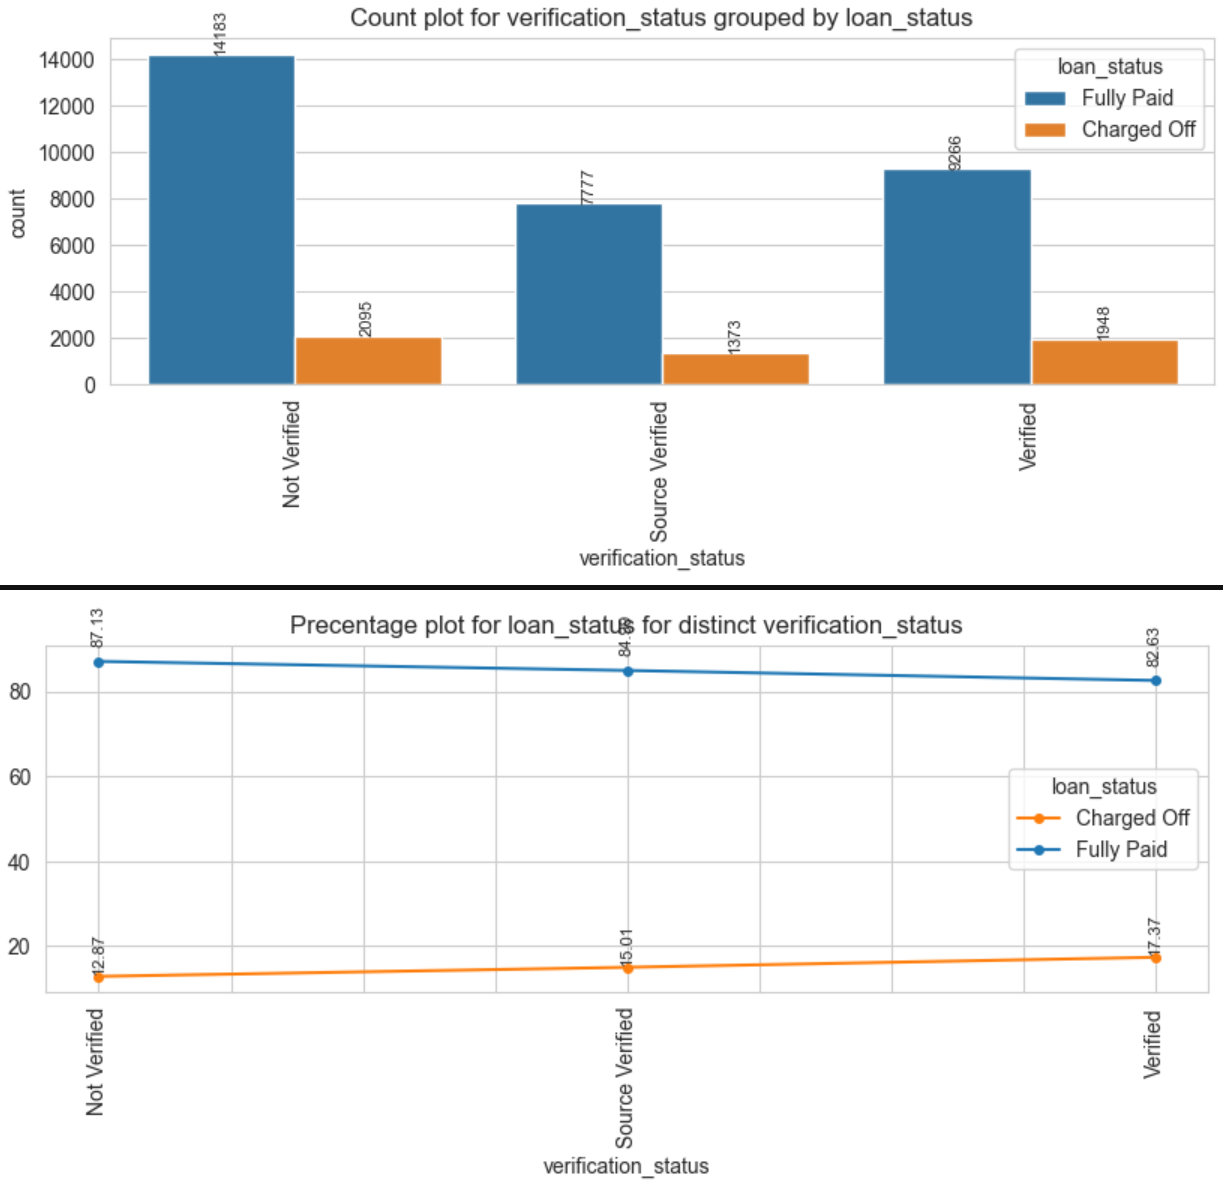 Count plot for verification_status grouped by loan_status
14183
14000
12000
10000
8000
6000
4000
2000
0
count
loan_status
Fully Paid
Charged Off
2095
7777
1373
9266
1948
Not Verified
Source Verified
Verified
verification_status
Precentage plot for loan_status for distinct verification_status
87.13
82.63
80
60
40
20
loan_status
Charged Off
Fully Paid
12.87
15.01
17.37
Not Verified
Source Verified
Verified
verification_status